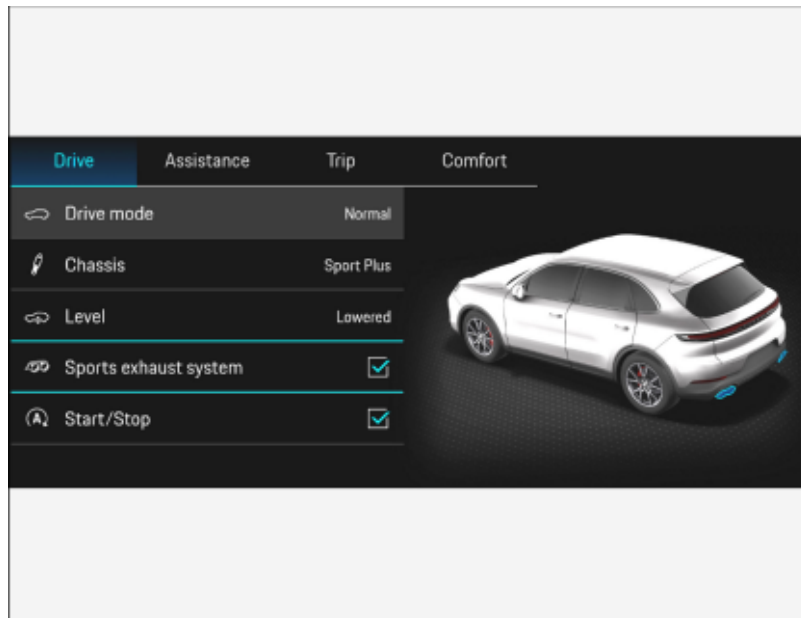 Drive Assistance Trip Comfort
Drive mode Normal
Chassis Sport Plus
Level Lowered
Sports exhaust system
Start/Stop